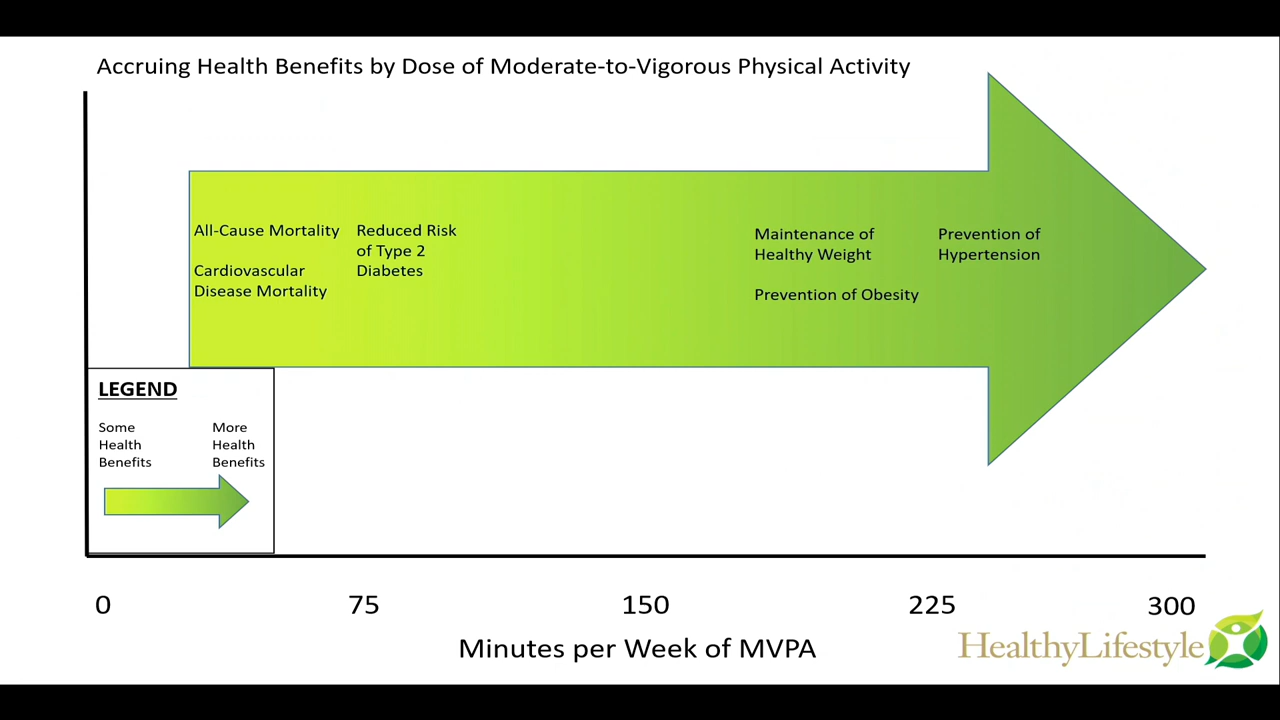 Accruing Health Benefits by Dose of Moderate-to-Vigorous Physical Activity
All-Cause Mortality
Cardiovascular
Disease Mortality
Reduced Risk
of Type 2
Diabetes
Maintenance of
Healthy Weight
Prevention of Obesity
Prevention of
Hypertension
LEGEND
Some
Health
Benefits
More
Health
Benefits
0 75 150 225 300
Minutes per Week of MVPA
HealthyLifestyle